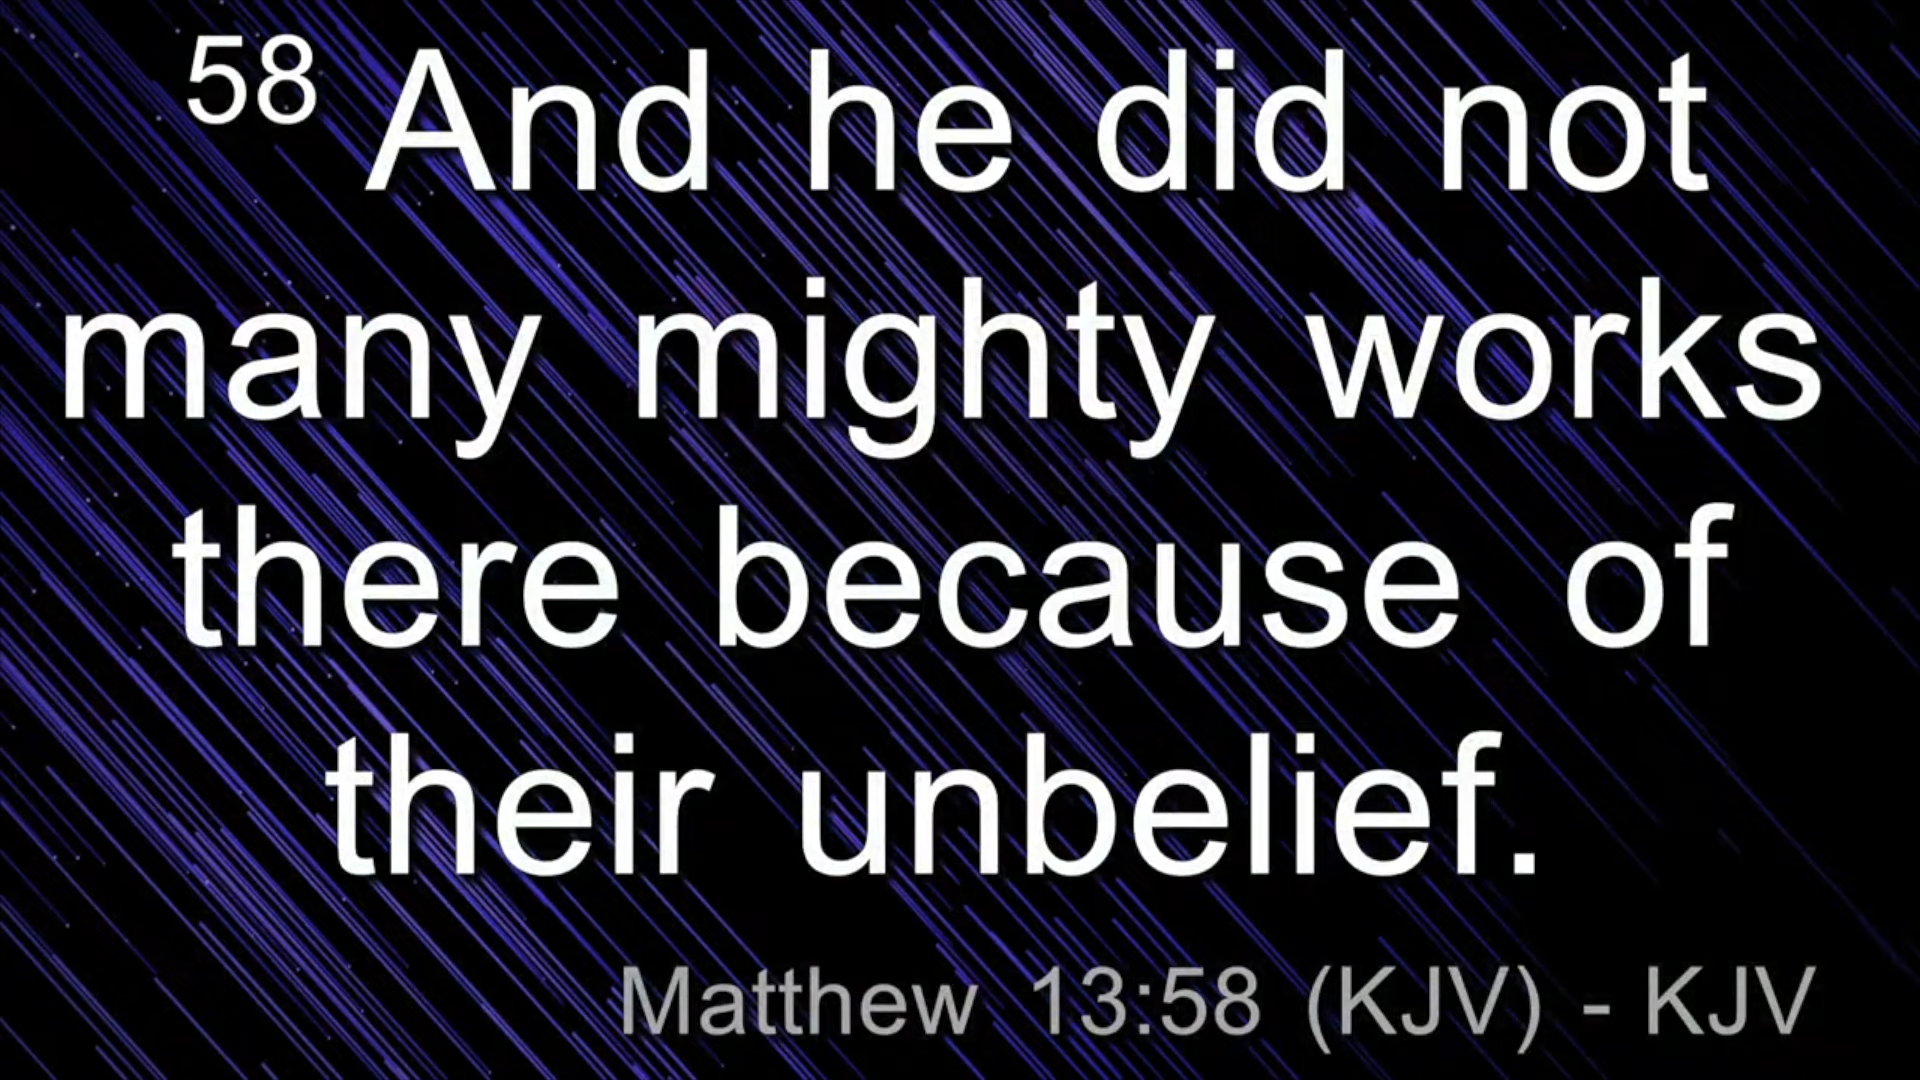 58 And he did not
many mighty works
there because of
their unbelief.
Matthew 13:58 (KJV) - KJV